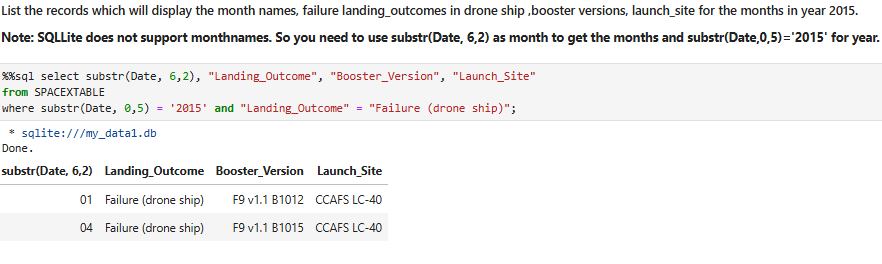 List the records which will display the month names, failure landing_outcomes in drone ship ,booster versions, launch_site for the months in year 2015.
Note: SQLLite does not support monthnames. So you need to use substr(Date, 6,2) as month to get the months and substr(Date,0,5)='2015' for year.
%%sql select substr(Date, 6,2), "Landing_Outcome", "Booster_Version", "Launch_Site"
from SPACEXTABLE
where substr(Date, 0,5) = '2015' and "Landing_Outcome" = "Failure (drone ship)";
* sqlite:///my_data1.db
Done.
substr(Date, 6,2) Landing_Outcome Booster_Version Launch_Site
01 Failure (drone ship) F9 v1.1 B1012 CCAFS LC-40
04 Failure (drone ship) F9 v1.1 B1015 CCAFS LC-40